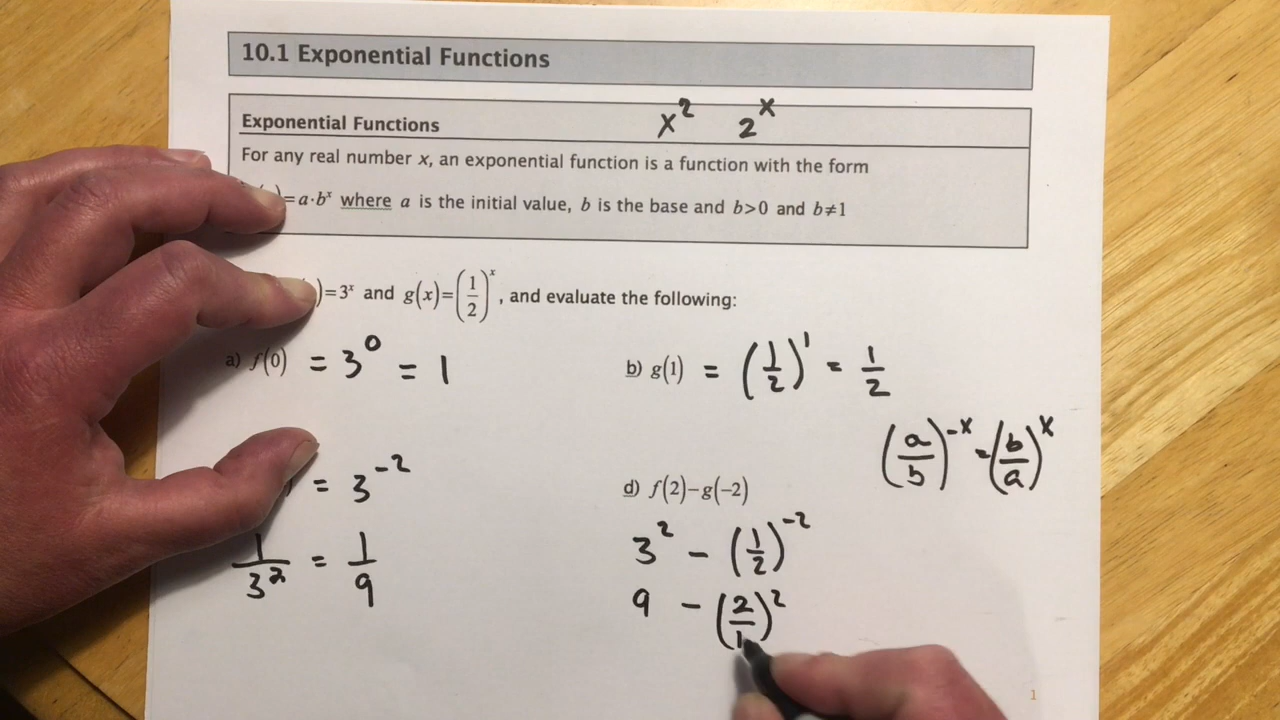 10.1 Exponential Functions
Exponential Functions x² 2ˣ
For any real number x, an exponential function is a function with the form
=a·bˣ where a is the initial value, b is the base and b>0 and b≠1
)=3ˣ and g(x)=(1/2)ˣ, and evaluate the following:
a) f(0) = 3⁰ = 1
b) g(1) = (1/2)¹ = 1/2
(a/b)⁻ˣ = (b/a)ˣ
= 3⁻²
1/3² = 1/9
d) f(2)−g(−2)
3² − (1/2)⁻²
9 − (2/1)²
1